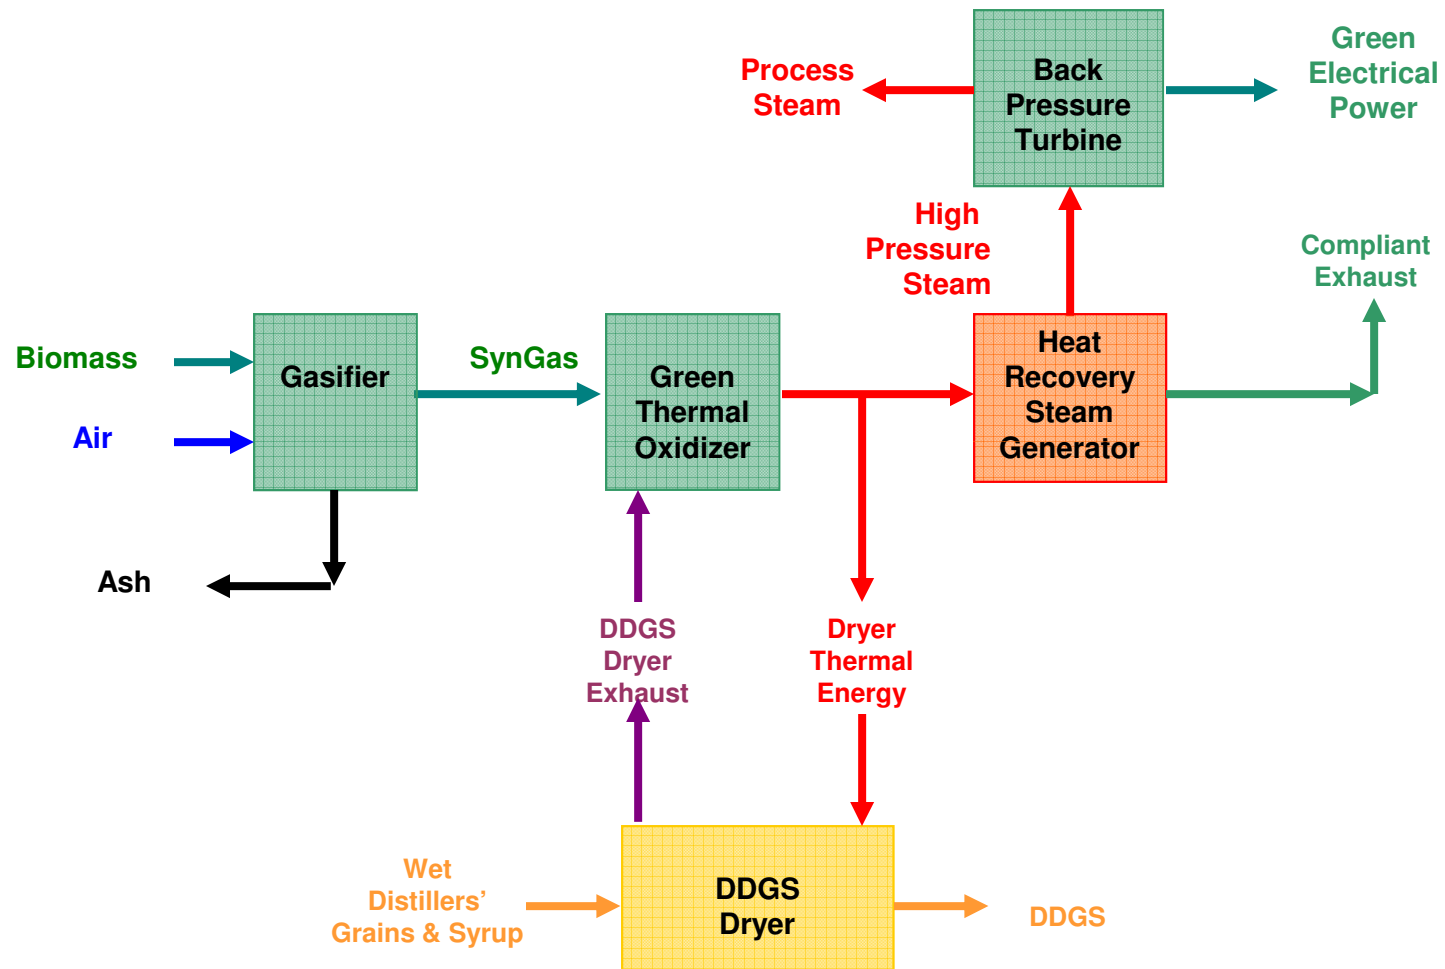 Green
Electrical
Power
Process
Steam
Back
Pressure
Turbine
High
Pressure
Steam
Compliant
Exhaust
Biomass
Air
Gasifier
SynGas
Green
Thermal
Oxidizer
Heat
Recovery
Steam
Generator
Ash
DDGS
Dryer
Exhaust
Dryer
Thermal
Energy
Wet
Distillers’
Grains & Syrup
DDGS
Dryer
DDGS